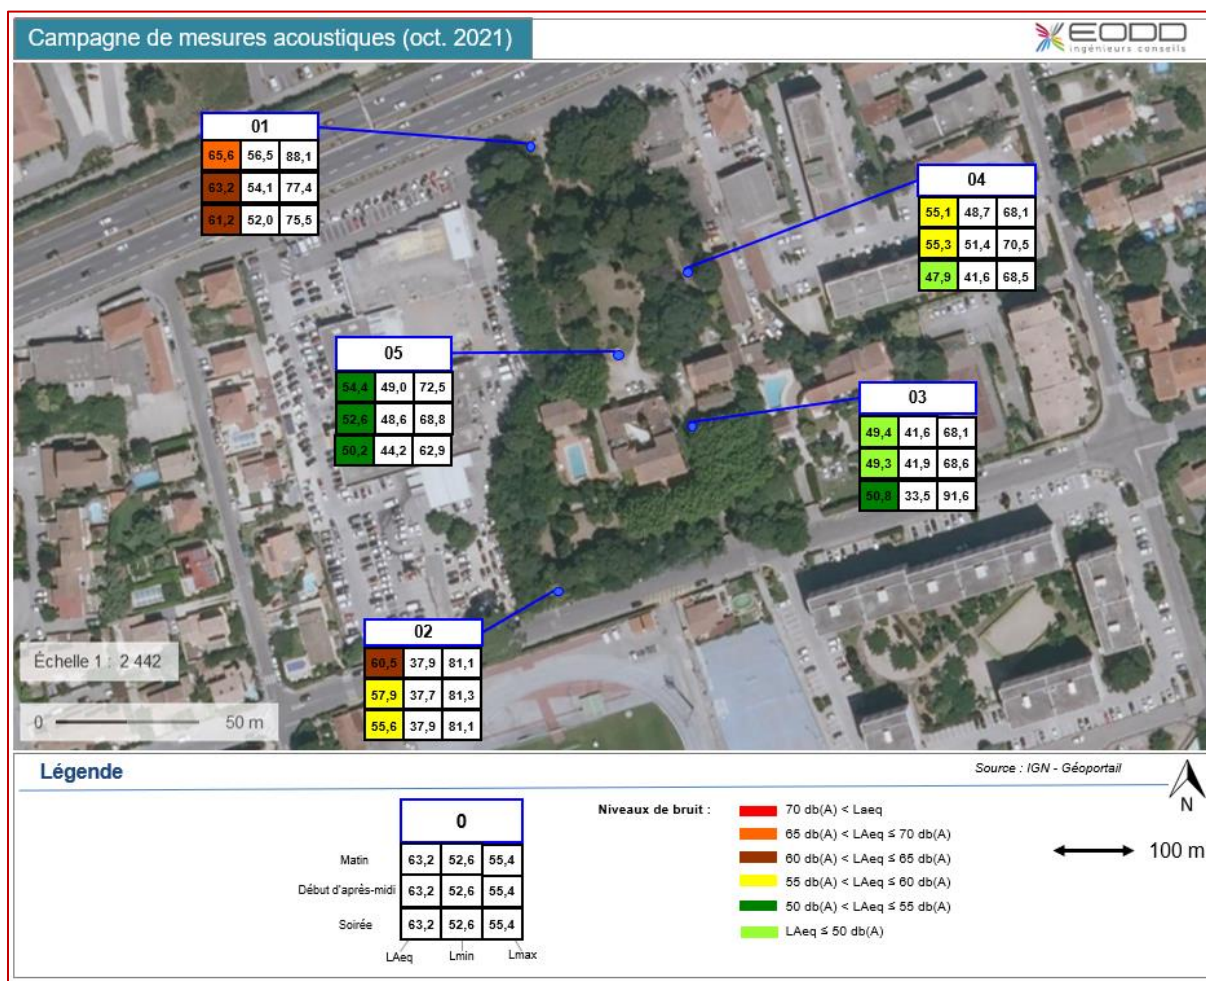 Campagne de mesures acoustiques (oct. 2021)
EODD
ingénieurs conseils
01
65,6 56,5 88,1
63,2 54,1 77,4
61,2 52,0 75,5
04
55,1 48,7 68,1
55,3 51,4 70,5
47,9 41,6 68,5
05
54,4 49,0 72,5
52,6 48,6 68,8
50,2 44,2 62,9
03
49,4 41,6 68,1
49,3 41,9 68,6
50,8 33,5 91,6
02
60,5 37,9 81,1
57,9 37,7 81,3
55,6 37,9 81,1
Échelle 1 : 2 442
0 50 m
Légende
Source : IGN - Géoportail
N
100 m
0
Matin 63,2 52,6 55,4
Début d'après-midi 63,2 52,6 55,4
Soirée 63,2 52,6 55,4
LAeq Lmin Lmax
Niveaux de bruit :
70 db(A) < Laeq
65 db(A) < LAeq ≤ 70 db(A)
60 db(A) < LAeq ≤ 65 db(A)
55 db(A) < LAeq ≤ 60 db(A)
50 db(A) < LAeq ≤ 55 db(A)
LAeq ≤ 50 db(A)